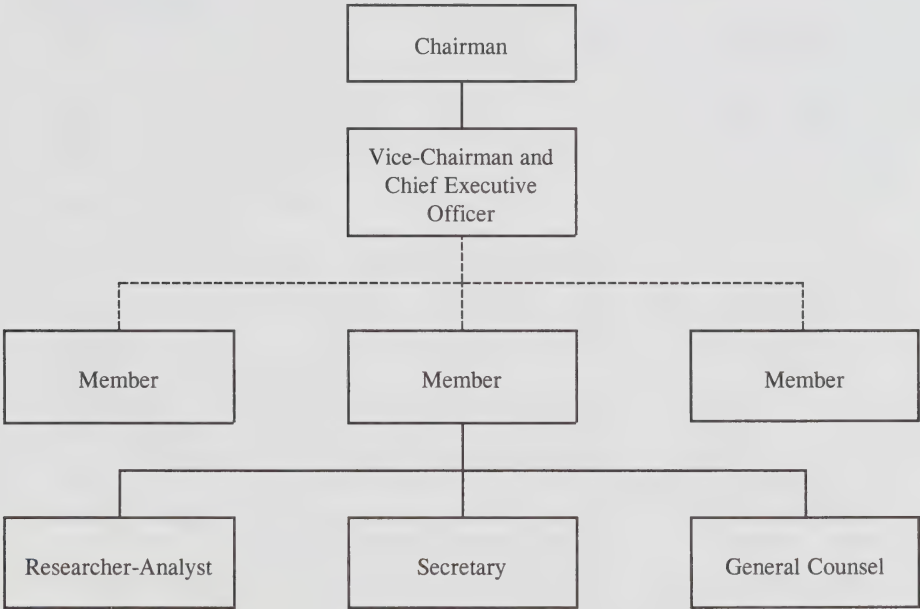 Chairman
Vice-Chairman and
Chief Executive
Officer
Member
Member
Member
Researcher-Analyst
Secretary
General Counsel